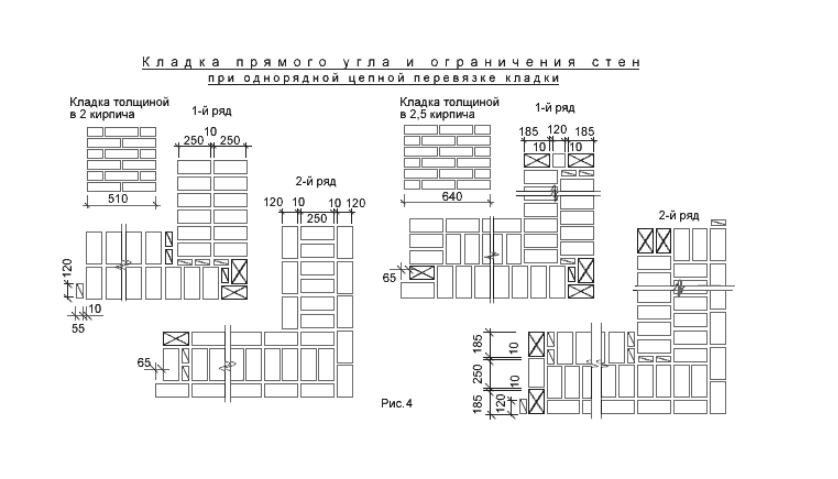 Кладка прямого угла и ограничения стен
при однорядной цепной перевязке кладки
Кладка толщиной
в 2 кирпича
1-й ряд
10
250 250
510
2-й ряд
120 10 10 120
250
120
10
55
65
Кладка толщиной
в 2,5 кирпича
1-й ряд
185 120 185
10 10
640
65
2-й ряд
185
10
250
10
185
120
Рис.4